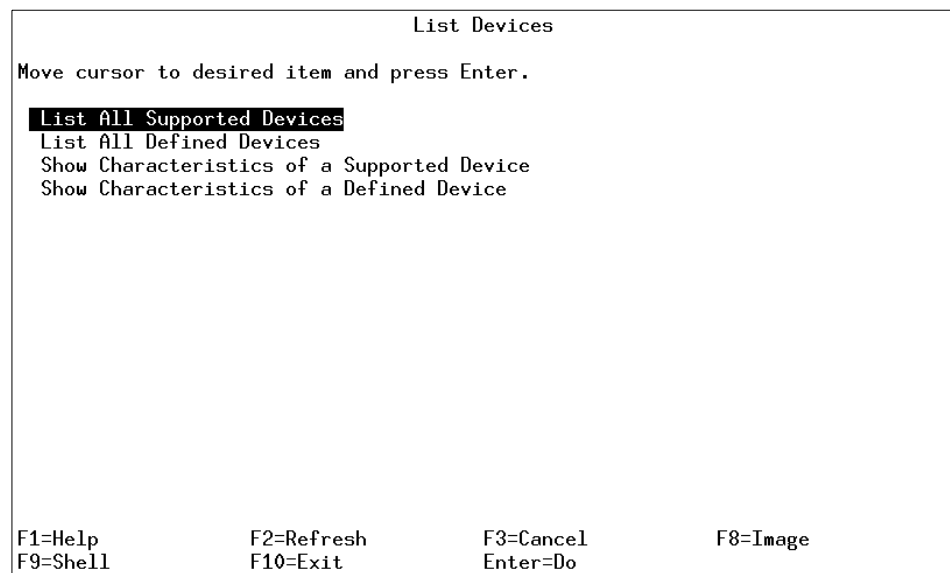 List Devices
Move cursor to desired item and press Enter.
List All Supported Devices
List All Defined Devices
Show Characteristics of a Supported Device
Show Characteristics of a Defined Device
F1=Help F2=Refresh F3=Cancel F8=Image
F9=Shell F10=Exit Enter=Do